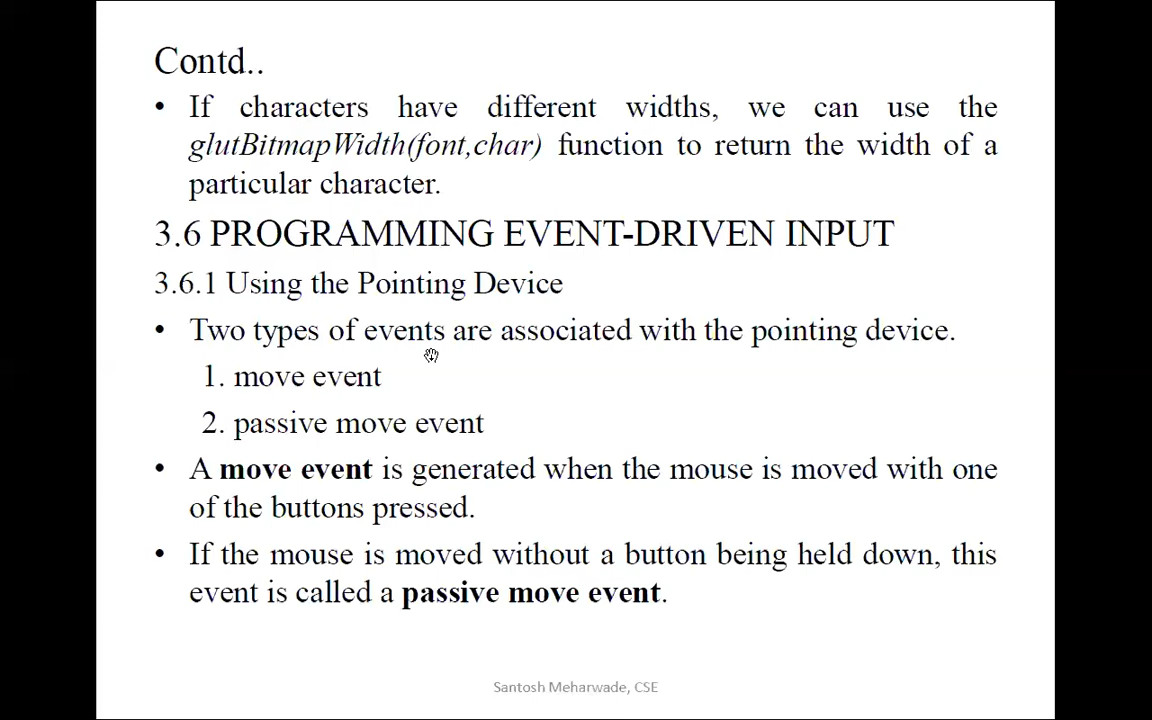 Contd..
• If characters have different widths, we can use the
glutBitmapWidth(font,char) function to return the width of a
particular character.
3.6 PROGRAMMING EVENT-DRIVEN INPUT
3.6.1 Using the Pointing Device
• Two types of events are associated with the pointing device.
1. move event
2. passive move event
• A move event is generated when the mouse is moved with one
of the buttons pressed.
• If the mouse is moved without a button being held down, this
event is called a passive move event.
Santosh Meharwade, CSE